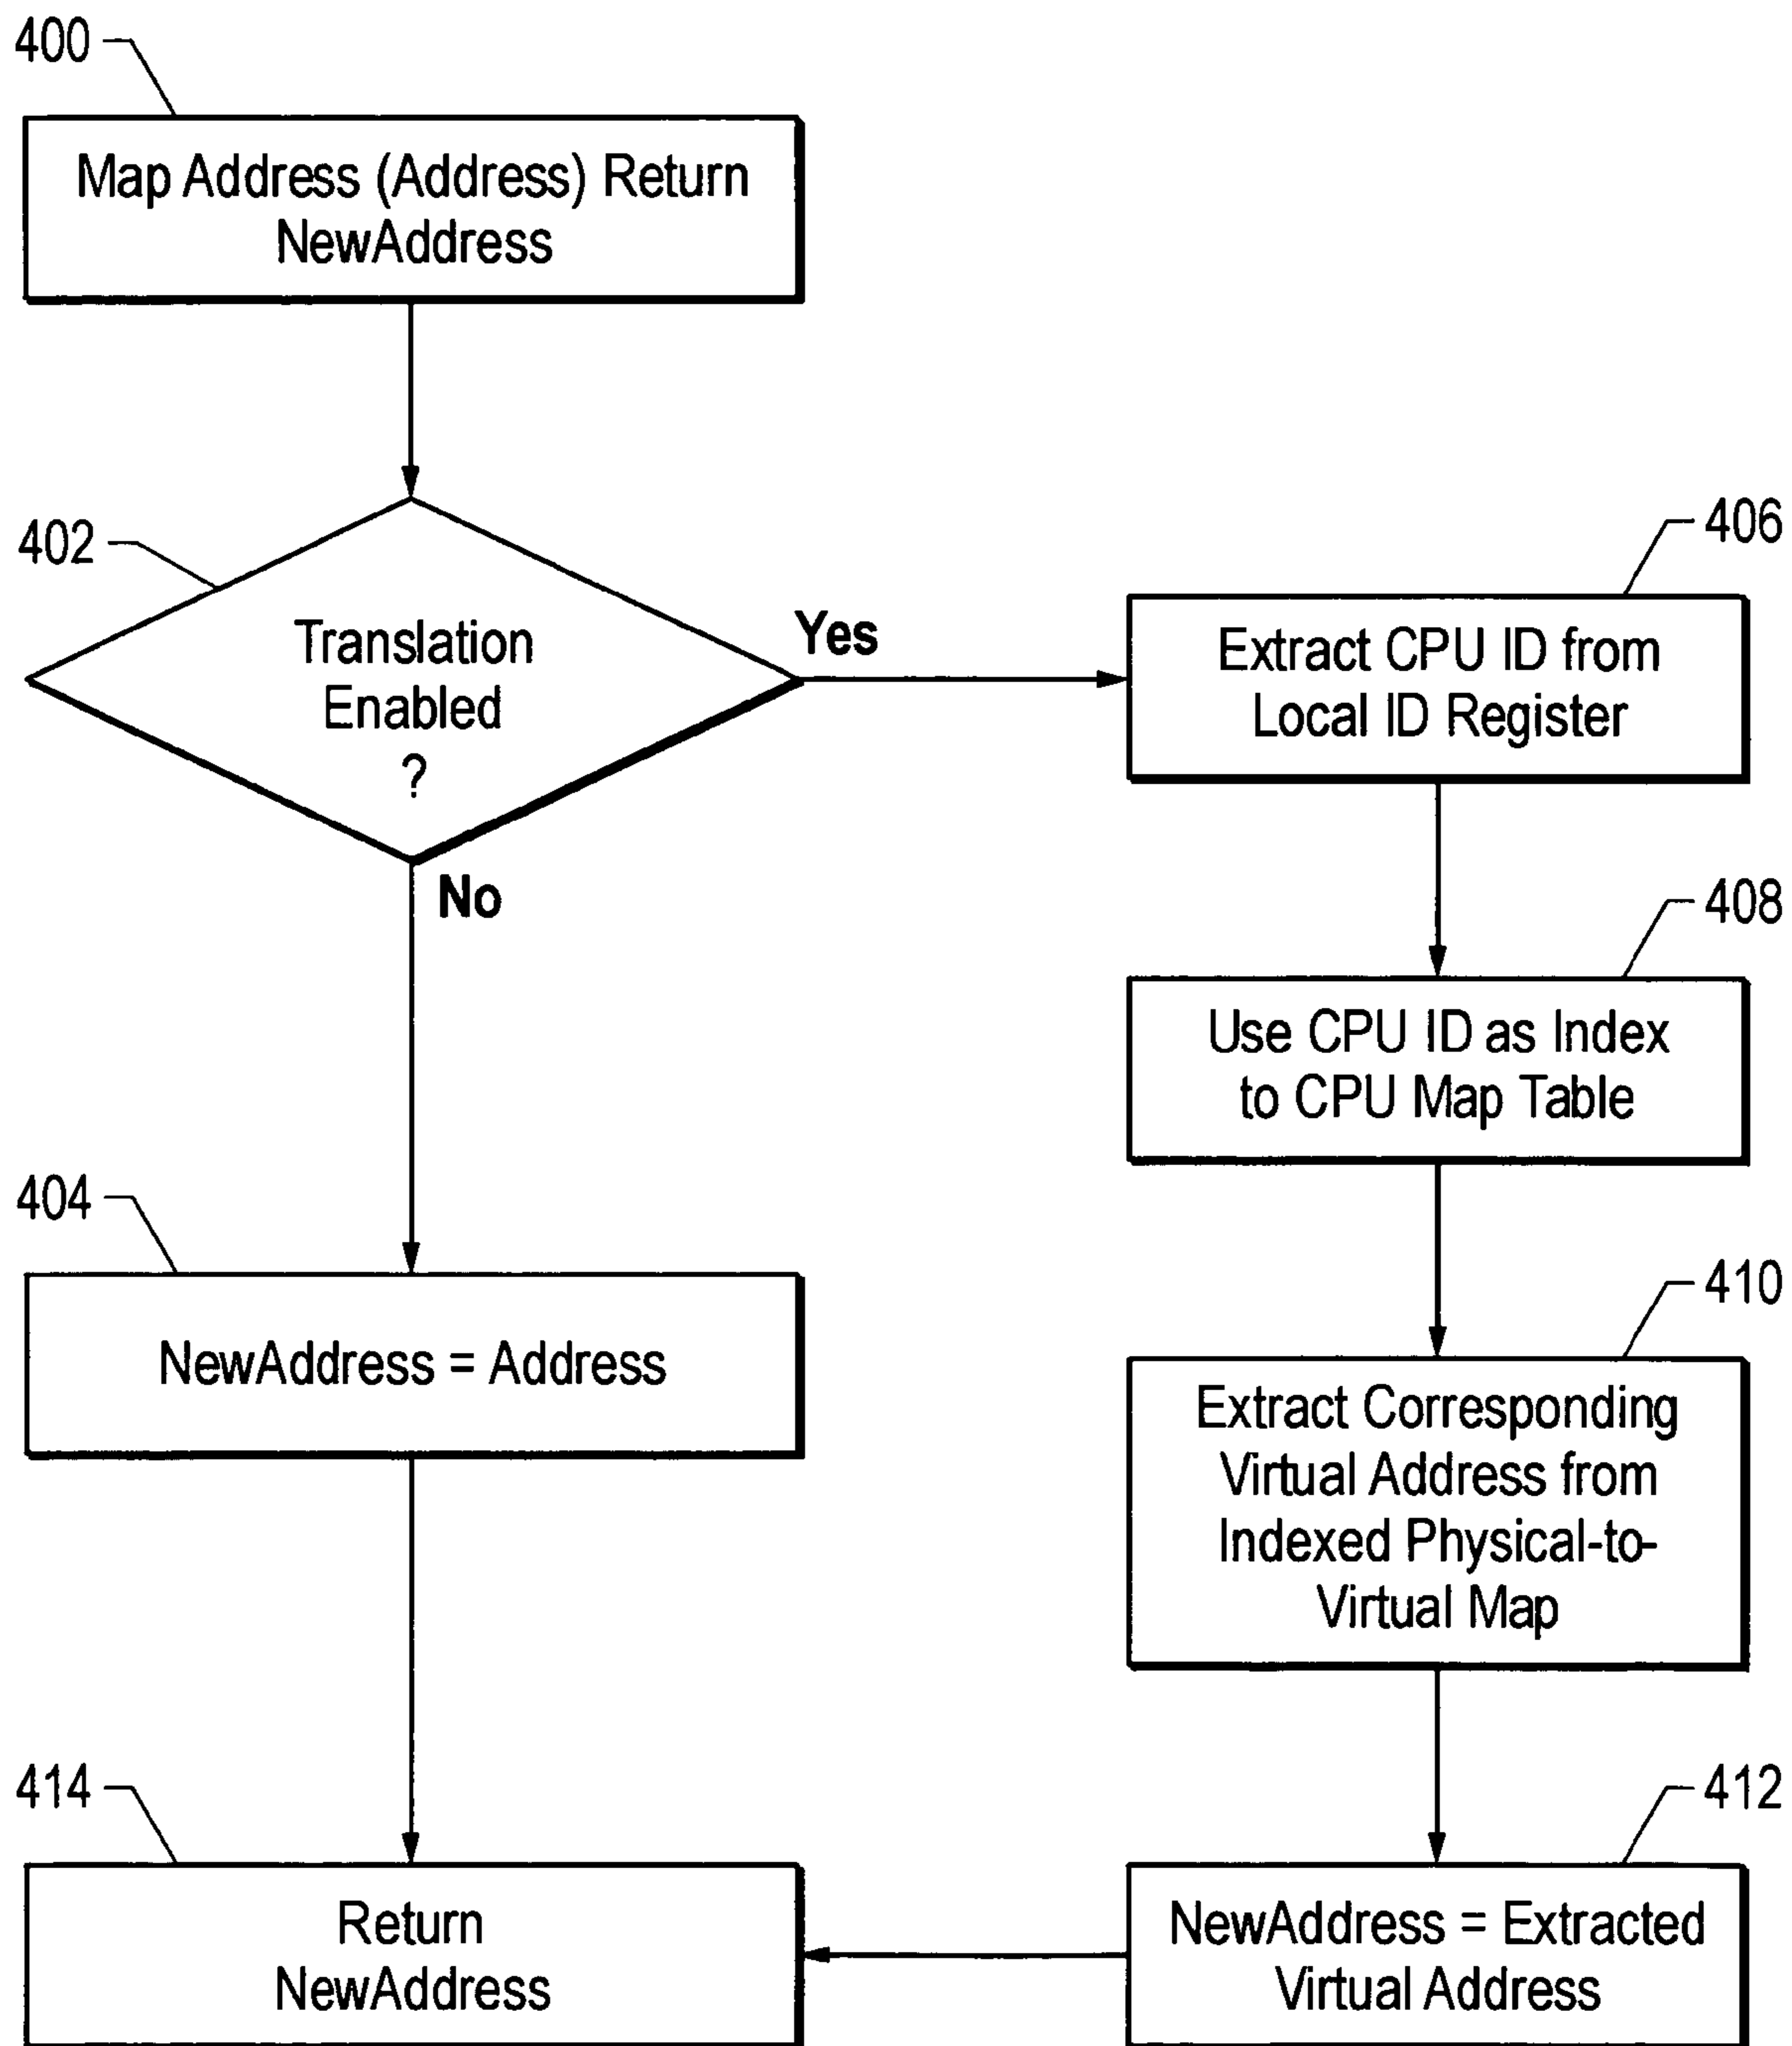 400
Map Address (Address) Return
NewAddress
402
Translation
Enabled
?
Yes
No
406
Extract CPU ID from
Local ID Register
408
Use CPU ID as Index
to CPU Map Table
404
NewAddress = Address
410
Extract Corresponding
Virtual Address from
Indexed Physical-to-
Virtual Map
414
Return
NewAddress
412
NewAddress = Extracted
Virtual Address